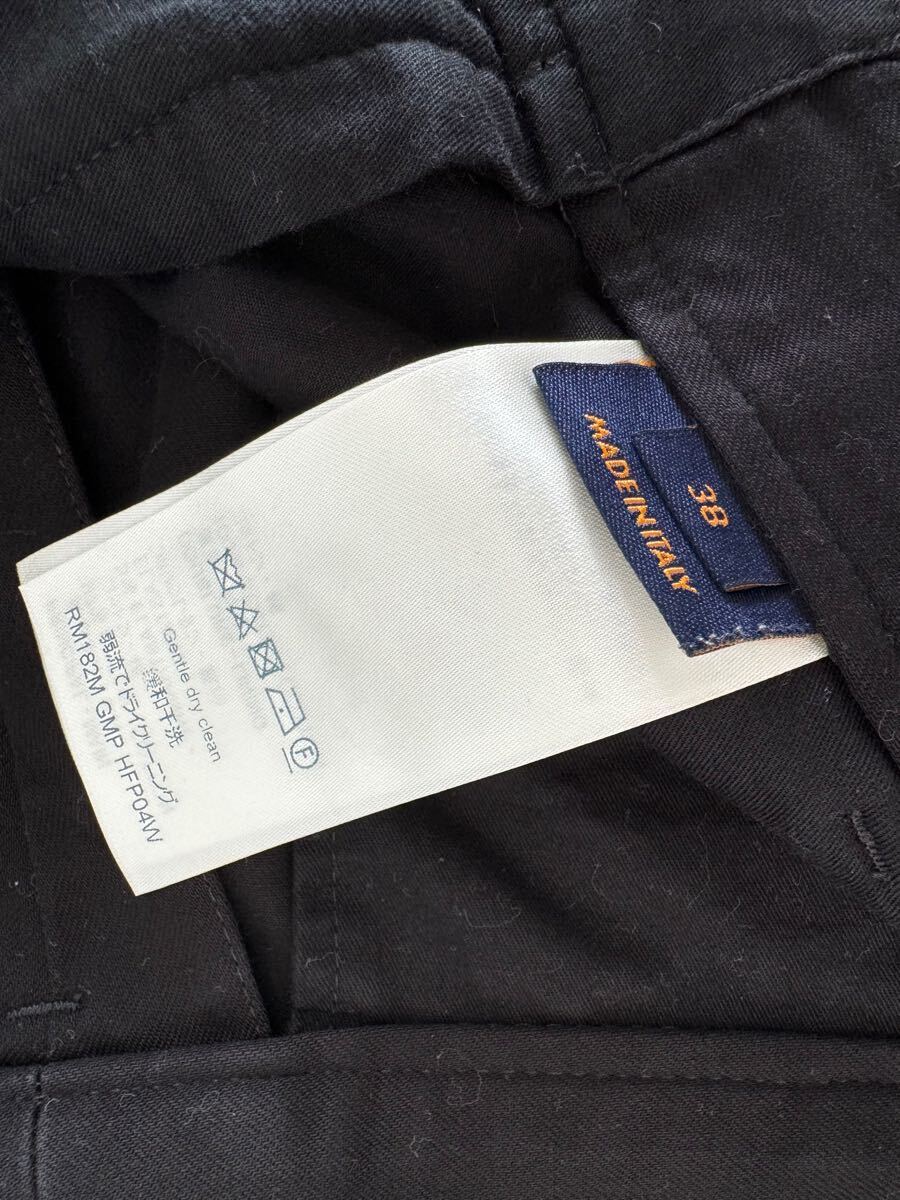 MADE IN ITALY
38
F
Gentle dry clean
缓和干洗
弱流でドライクリーニング
RM182M GMP HFP04W